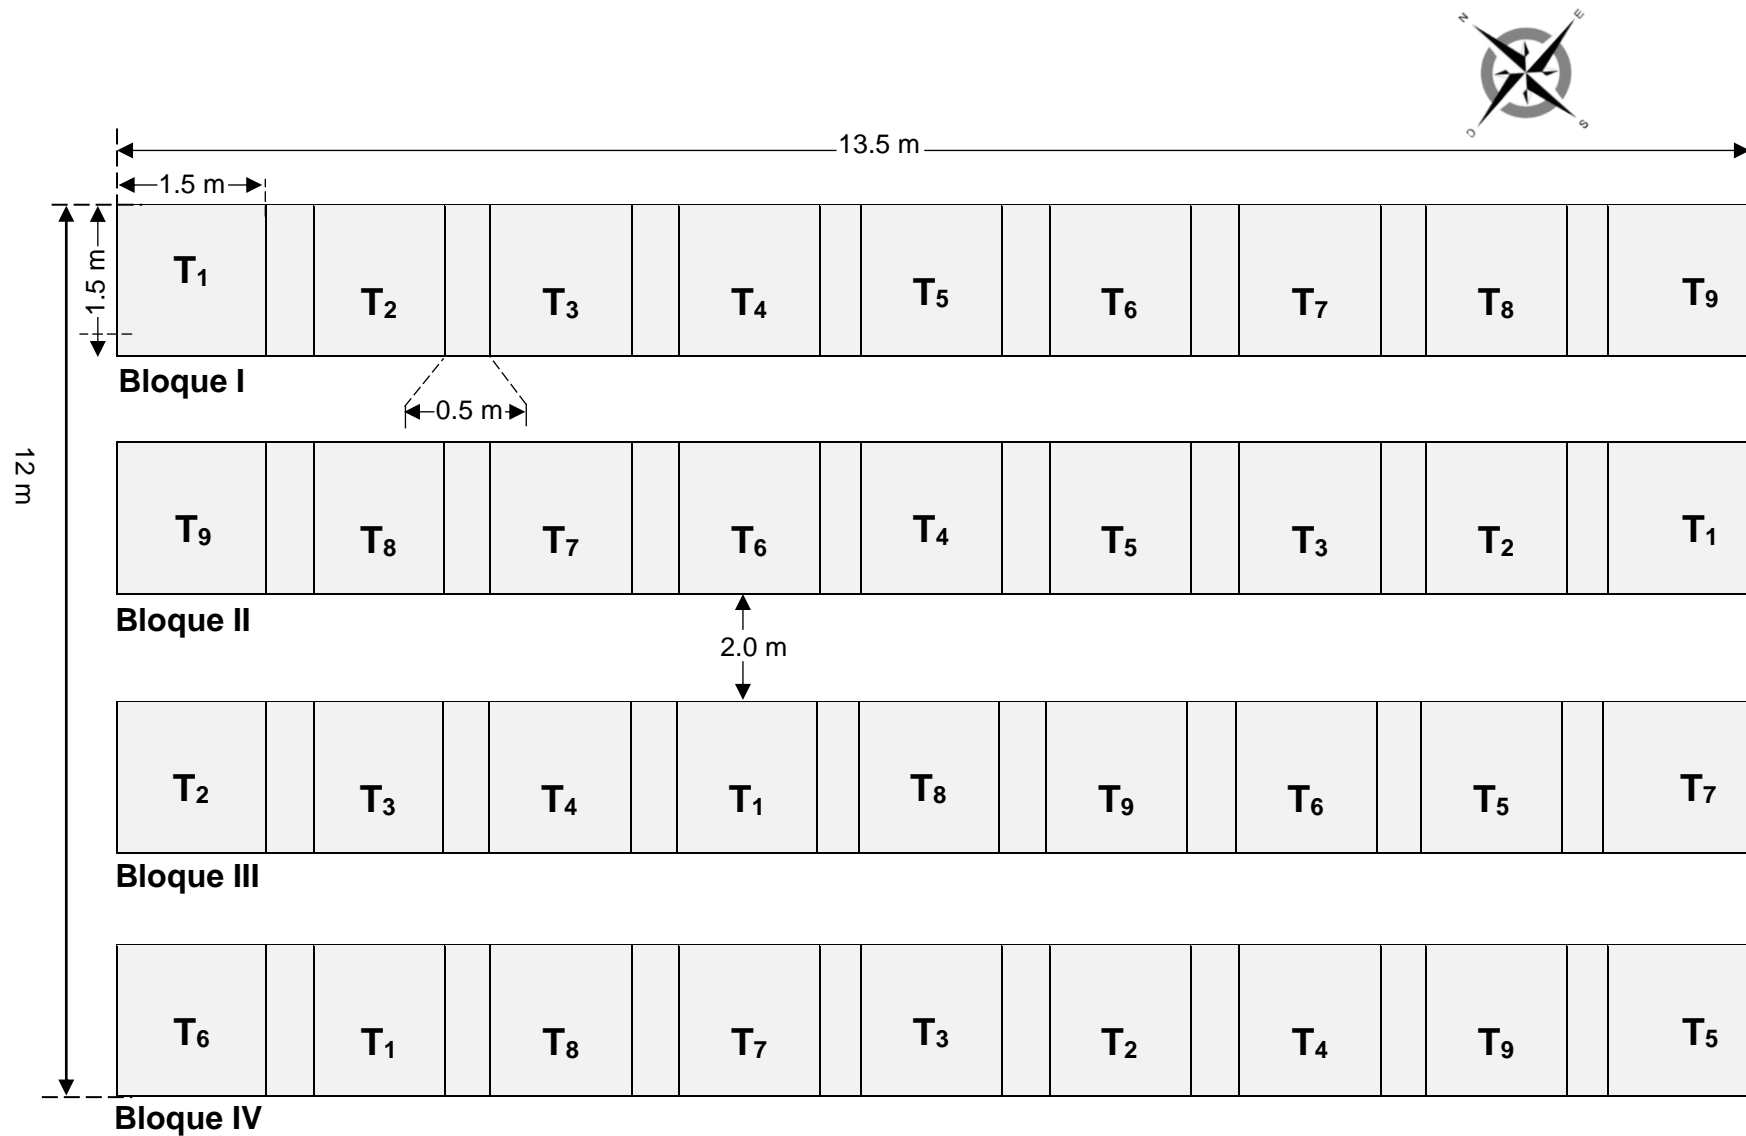 N E
O S
13.5 m
1.5 m
1.5 m
T1 T2 T3 T4 T5 T6 T7 T8 T9
Bloque I
0.5 m
12 m
T9 T8 T7 T6 T4 T5 T3 T2 T1
Bloque II
2.0 m
T2 T3 T4 T1 T8 T9 T6 T5 T7
Bloque III
T6 T1 T8 T7 T3 T2 T4 T9 T5
Bloque IV